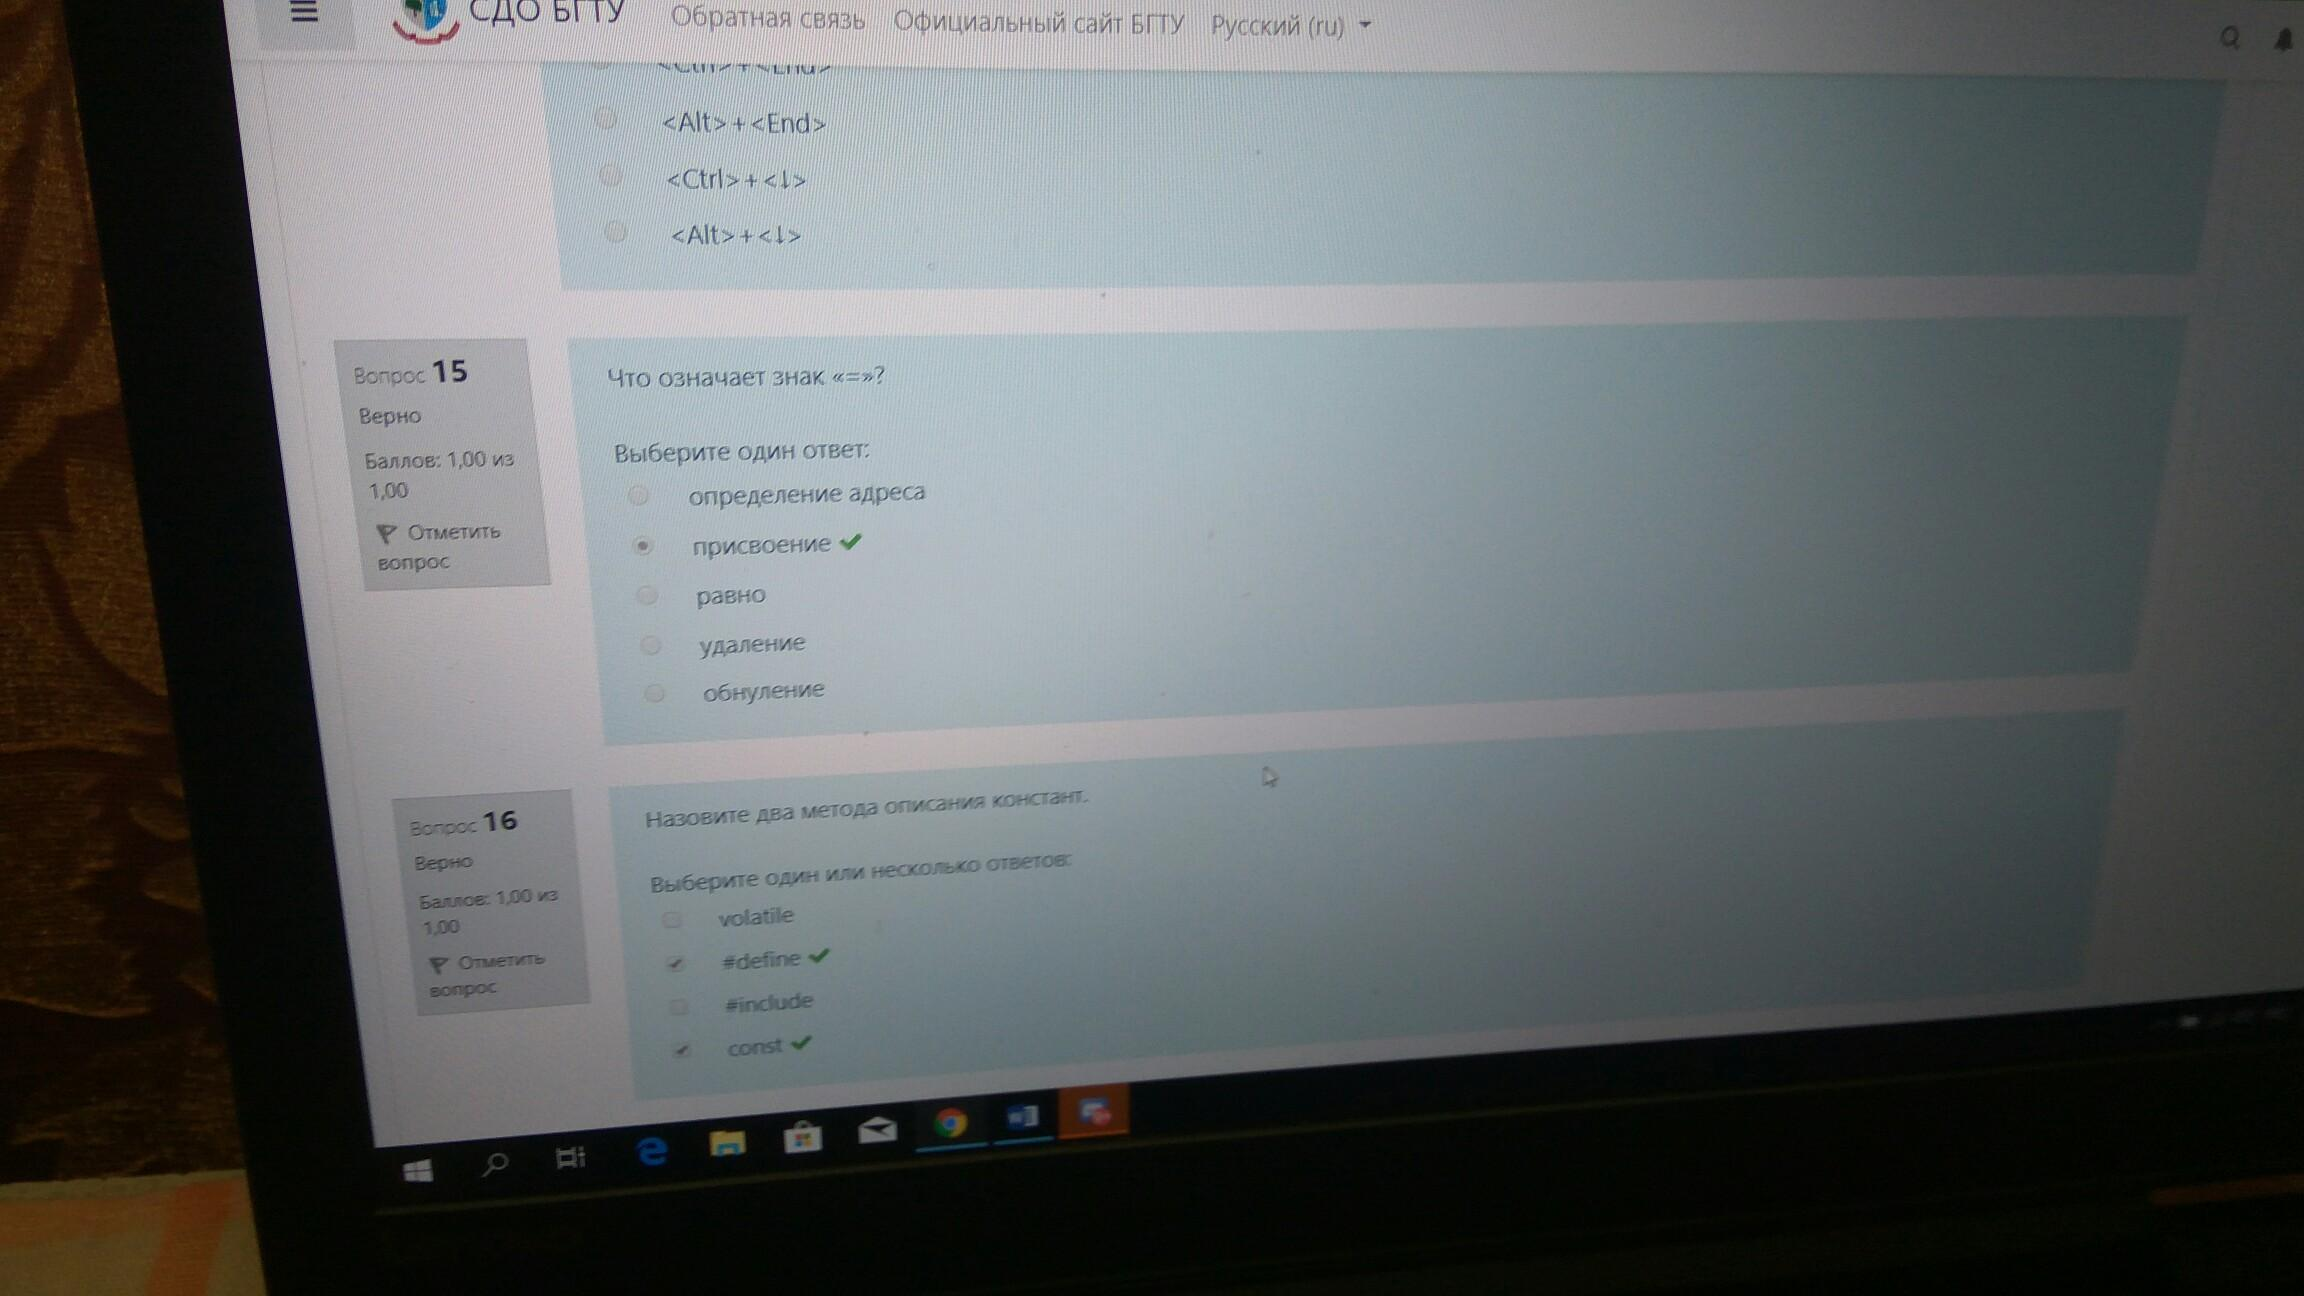 СДО БГТУ Обратная связь Официальный сайт БГТУ Русский (ru)
<Ctrl>+<End>
<Alt>+<End>
<Ctrl>+<↓>
<Alt>+<↓>
Вопрос 15
Верно
Баллов: 1,00 из
1,00
Отметить
вопрос
Что означает знак «=»?
Выберите один ответ:
определение адреса
присвоение
равно
удаление
обнуление
Вопрос 16
Верно
Баллов: 1,00 из
1,00
Отметить
вопрос
Назовите два метода описания констант.
Выберите один или несколько ответов:
volatile
#define
#include
const